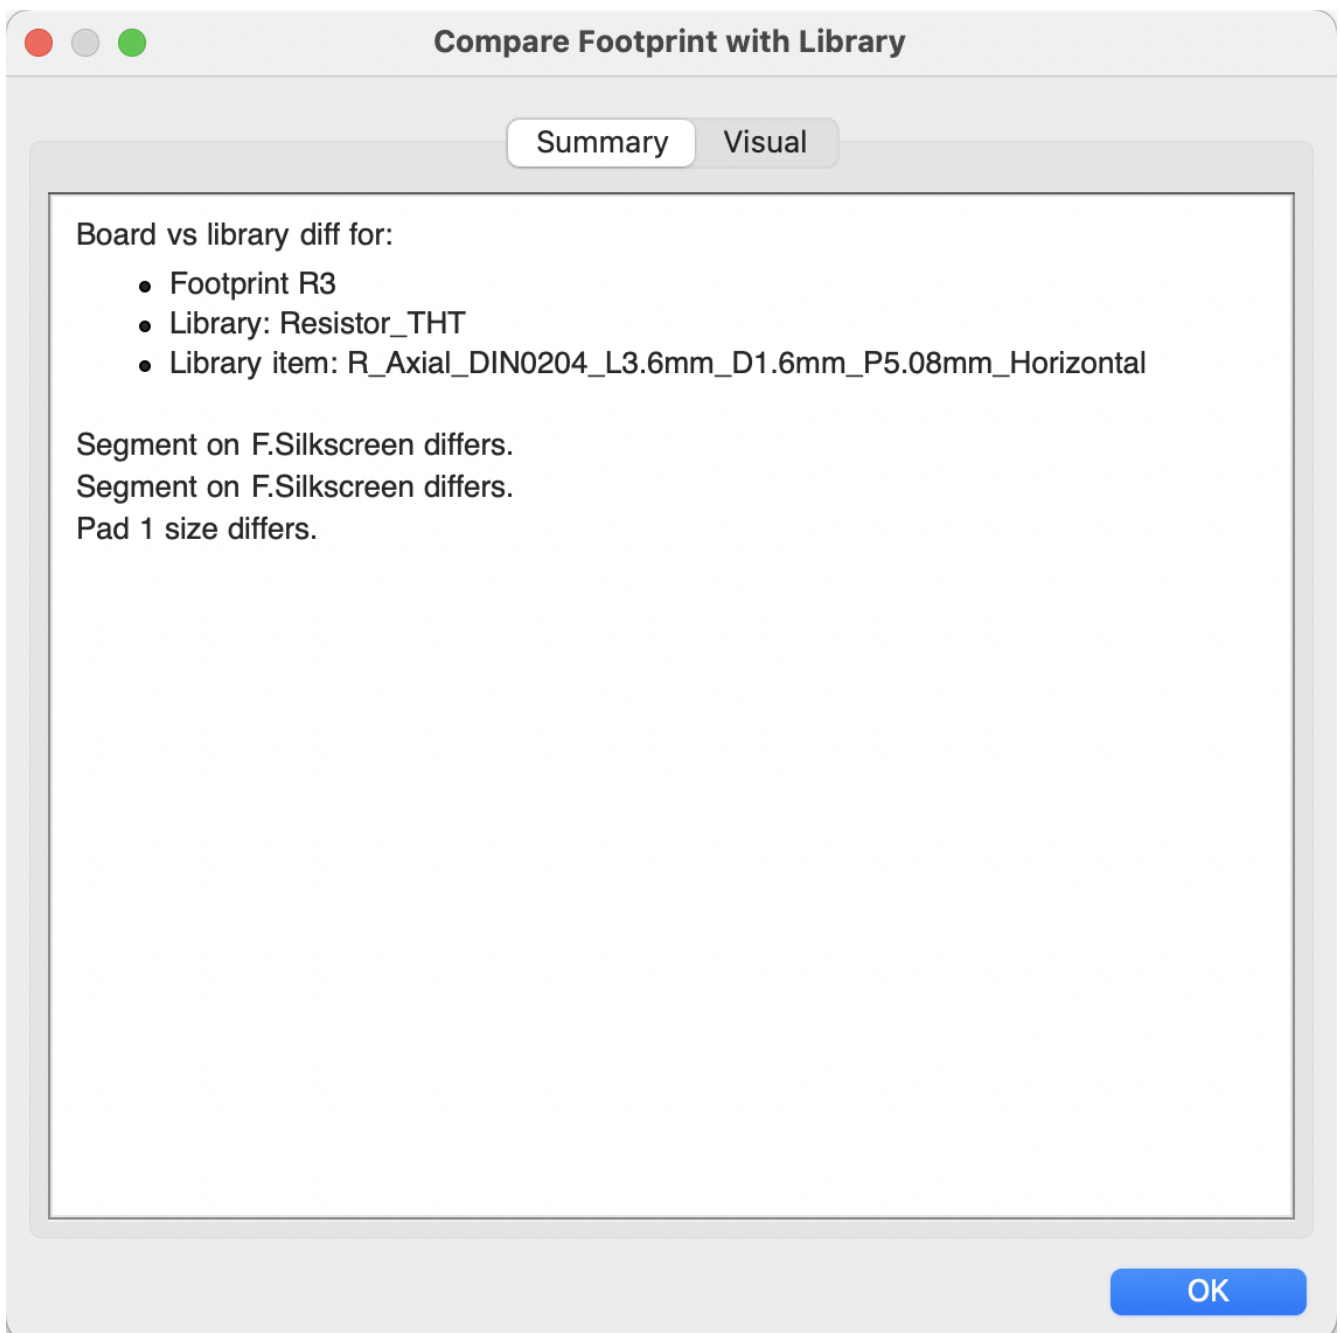 Compare Footprint with Library
Summary Visual
Board vs library diff for:
• Footprint R3
• Library: Resistor_THT
• Library item: R_Axial_DIN0204_L3.6mm_D1.6mm_P5.08mm_Horizontal
Segment on F.Silkscreen differs.
Segment on F.Silkscreen differs.
Pad 1 size differs.
OK